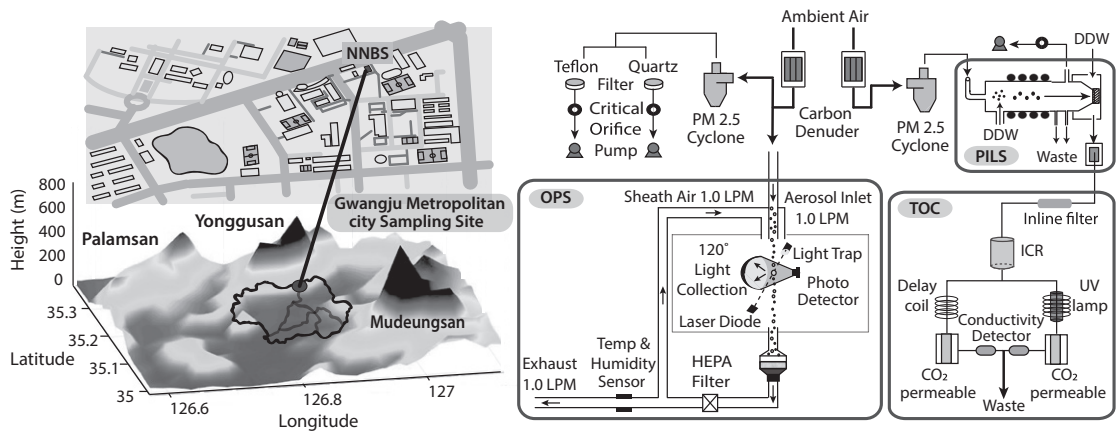 NNBS
Gwangju Metropolitan
city Sampling Site
Height (m)
800
600
400
200
0
Palamsan
Yonggusan
Mudeungsan
35.3
35.2
35.1
35
Latitude
126.6
126.8
127
Longitude
Ambient Air
Teflon
Quartz
Filter
Critical
Orifice
Pump
PM 2.5
Cyclone
Carbon
Denuder
PM 2.5
Cyclone
DDW
DDW
PILS
Waste
OPS
Sheath Air 1.0 LPM
Aerosol Inlet
1.0 LPM
120°
Light
Collection
Light Trap
Photo
Detector
Laser Diode
Temp &
Humidity
Sensor
HEPA
Filter
Exhaust
1.0 LPM
TOC
Inline filter
ICR
Delay
coil
UV
lamp
Conductivity
Detector
CO₂
permeable
CO₂
permeable
Waste